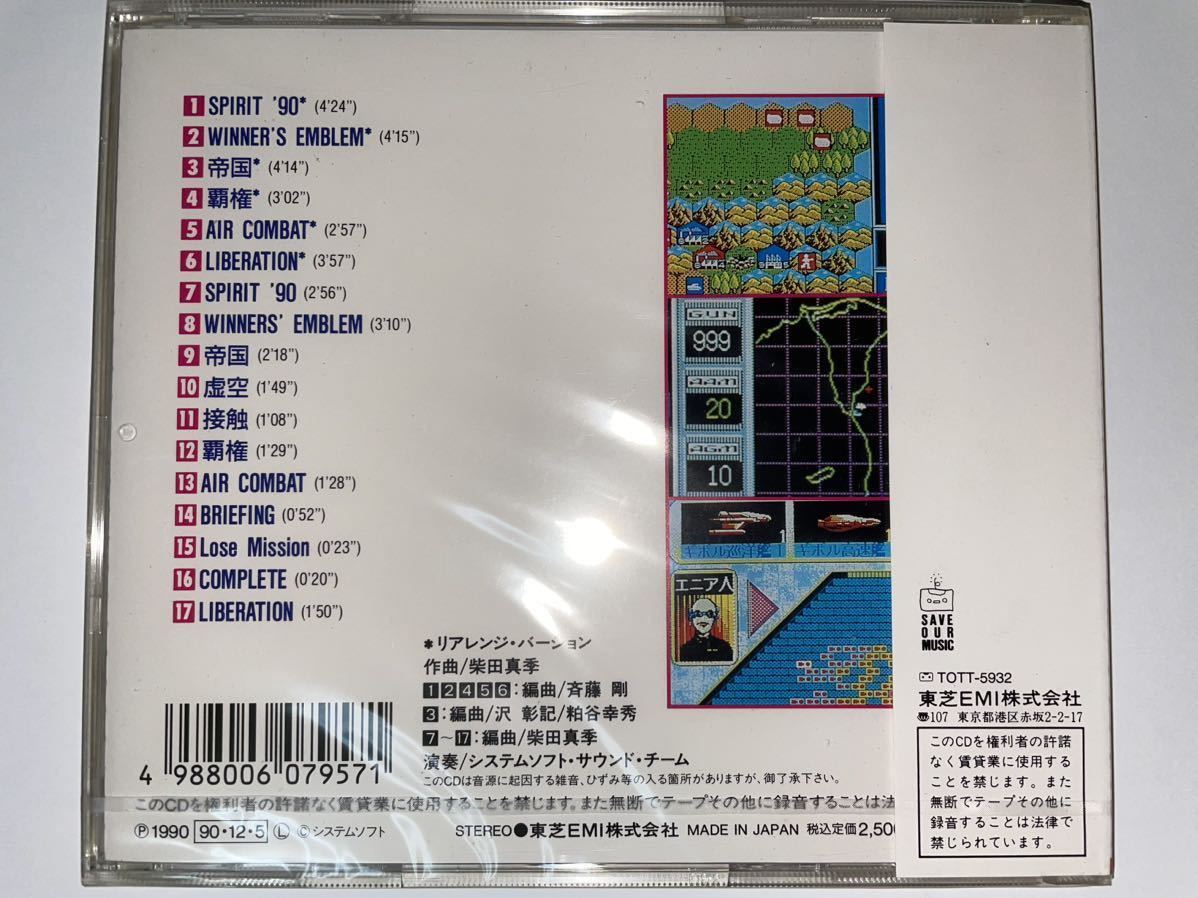 1 SPIRIT '90* (4'24")
2 WINNER'S EMBLEM* (4'15")
3 帝国* (4'14")
4 覇権* (3'02")
5 AIR COMBAT* (2'57")
6 LIBERATION* (3'57")
7 SPIRIT '90 (2'56")
8 WINNERS' EMBLEM (3'10")
9 帝国 (2'18")
10 虚空 (1'49")
11 接触 (1'08")
12 覇権 (1'29")
13 AIR COMBAT (1'28")
14 BRIEFING (0'52")
15 Lose Mission (0'23")
16 COMPLETE (0'20")
17 LIBERATION (1'50")
*リアレンジ・バーション
作曲/柴田真季
1 2 4 5 6:編曲/斉藤 剛
3:編曲/沢 彰記/粕谷幸秀
7〜17:編曲/柴田真季
演奏/システムソフト・サウンド・チーム
このCDは音源に起因する雑音、ひずみ等の入る箇所がありますが、御了承下さい。
4 988006 079571
このCDを権利者の許諾なく賃貸業に使用することを禁じます。また無断でテープその他に録音することは法
Ⓟ1990 90・12・5 Ⓛ ©システムソフト
STEREO●東芝EMI株式会社 MADE IN JAPAN 税込定価2,500
GUN
999
AAM
20
AGM
10
ギボル巡洋艦 1
ギボル高速艦
エニア人
SAVE
OUR
MUSIC
TOTT-5932
東芝EMI株式会社
〠107 東京都港区赤坂2-2-17
このCDを権利者の許諾
なく賃貸業に使用する
ことを禁じます。また
無断でテープその他に
録音することは法律で
禁じられています。